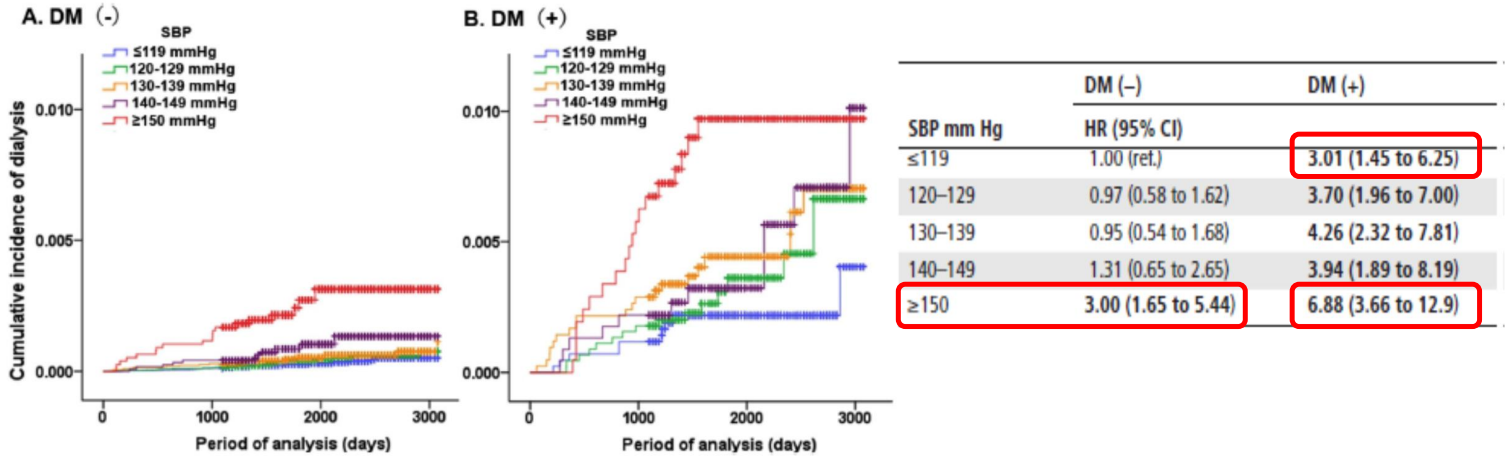 A. DM (-)
SBP
≤119 mmHg
120-129 mmHg
130-139 mmHg
140-149 mmHg
≥150 mmHg
Cumulative incidence of dialysis
0.010
0.005
0.000
0
1000
2000
3000
Period of analysis (days)
B. DM (+)
SBP
≤119 mmHg
120-129 mmHg
130-139 mmHg
140-149 mmHg
≥150 mmHg
0.010
0.005
0.000
0
1000
2000
3000
Period of analysis (days)
DM (–) DM (+)
SBP mm Hg HR (95% CI)
≤119 1.00 (ret.) 3.01 (1.45 to 6.25)
120–129 0.97 (0.58 to 1.62) 3.70 (1.96 to 7.00)
130–139 0.95 (0.54 to 1.68) 4.26 (2.32 to 7.81)
140–149 1.31 (0.65 to 2.65) 3.94 (1.89 to 8.19)
≥150 3.00 (1.65 to 5.44) 6.88 (3.66 to 12.9)